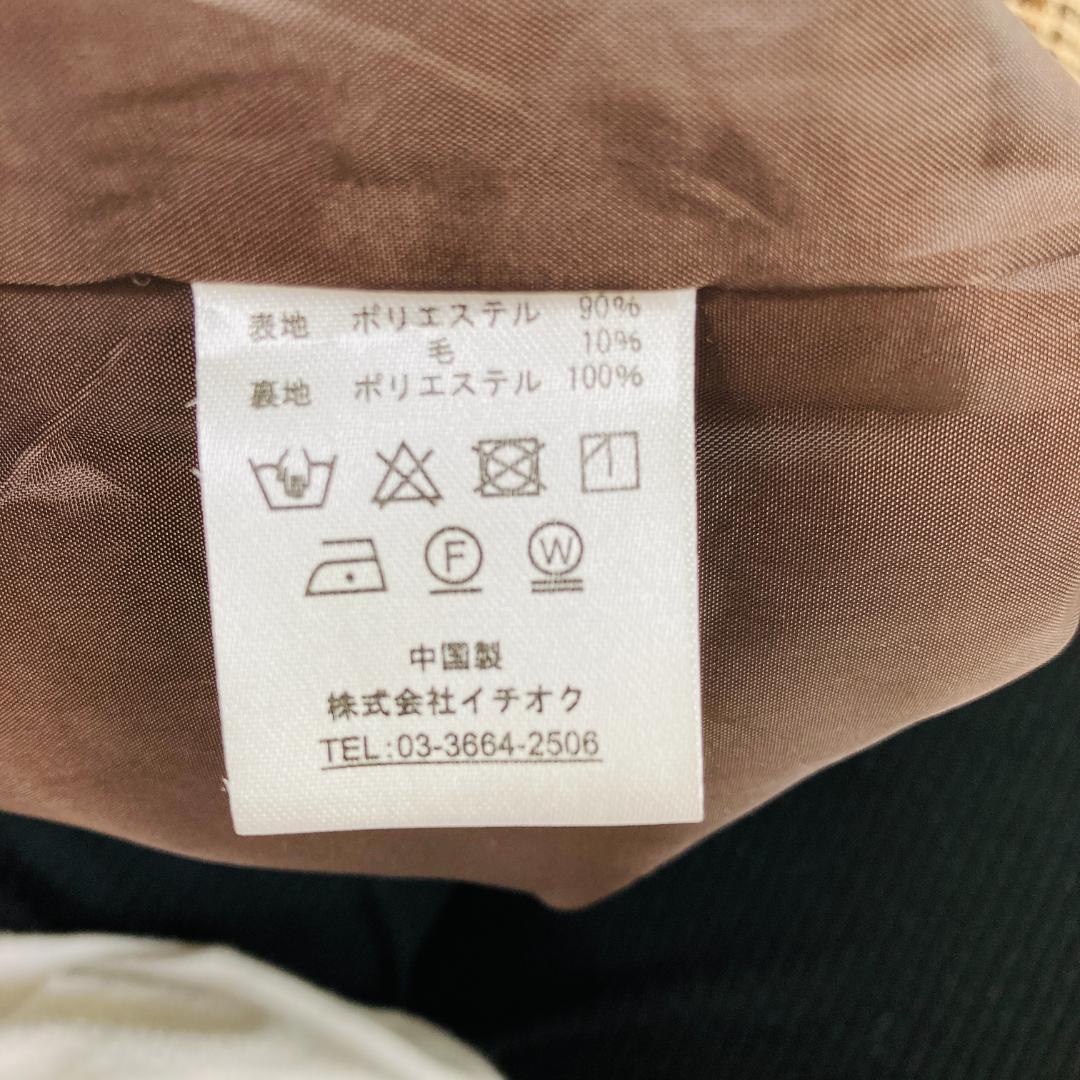 表地 ポリエステル 90%
毛 10%
裏地 ポリエステル 100%
F W
中国製
株式会社イチオク
TEL:03-3664-2506